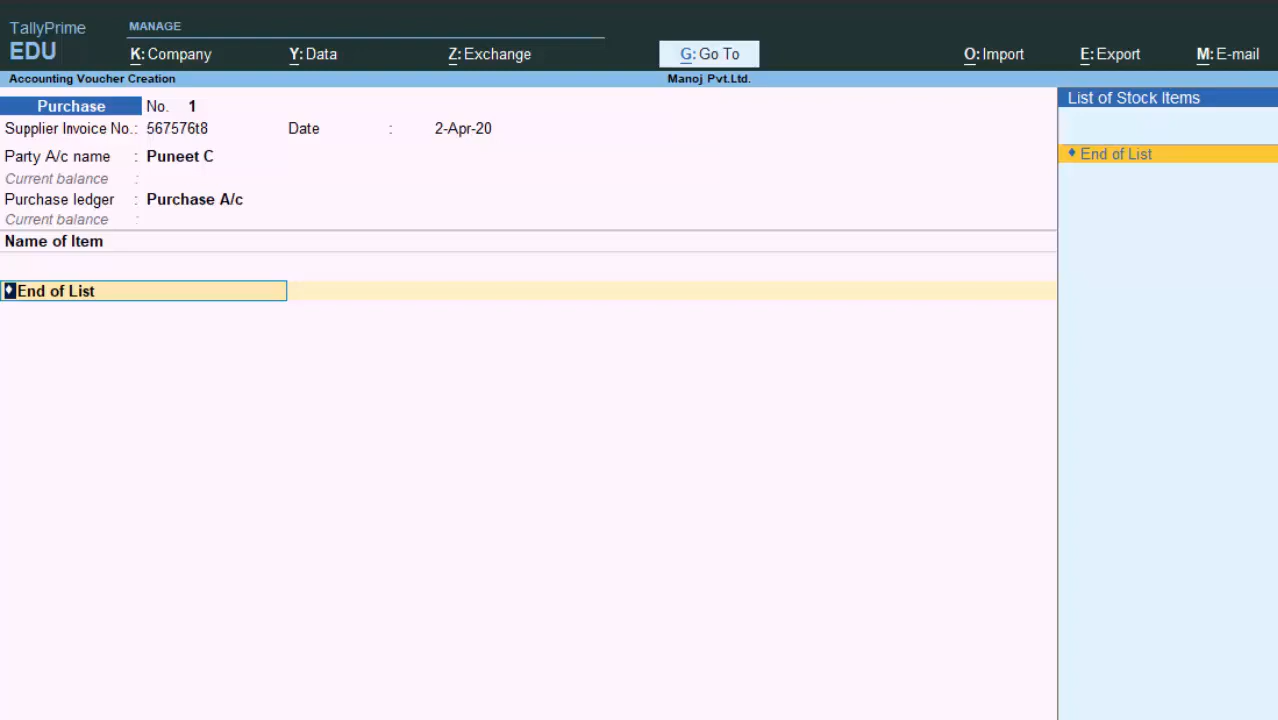 TallyPrime
EDU
MANAGE
K: Company Y: Data Z: Exchange G: Go To O: Import E: Export M: E-mail
Accounting Voucher Creation Manoj Pvt.Ltd.
Purchase No. 1
Supplier Invoice No.: 567576t8 Date : 2-Apr-20
Party A/c name : Puneet C
Current balance :
Purchase ledger : Purchase A/c
Current balance :
Name of Item
♦ End of List
List of Stock Items
♦ End of List